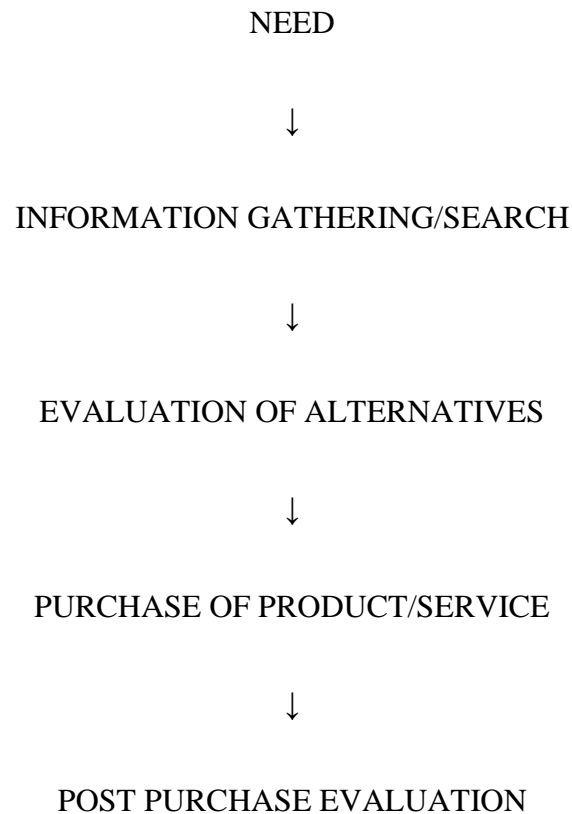 NEED
↓
INFORMATION GATHERING/SEARCH
↓
EVALUATION OF ALTERNATIVES
↓
PURCHASE OF PRODUCT/SERVICE
↓
POST PURCHASE EVALUATION